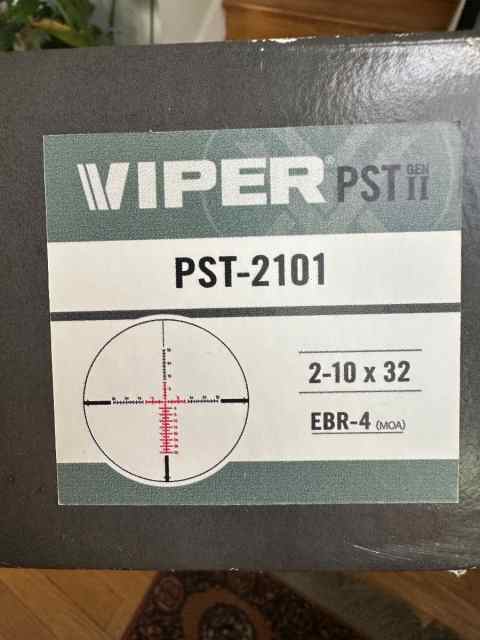 VIPER® PST GEN II
PST-2101
2-10 x 32
EBR-4 (MOA)